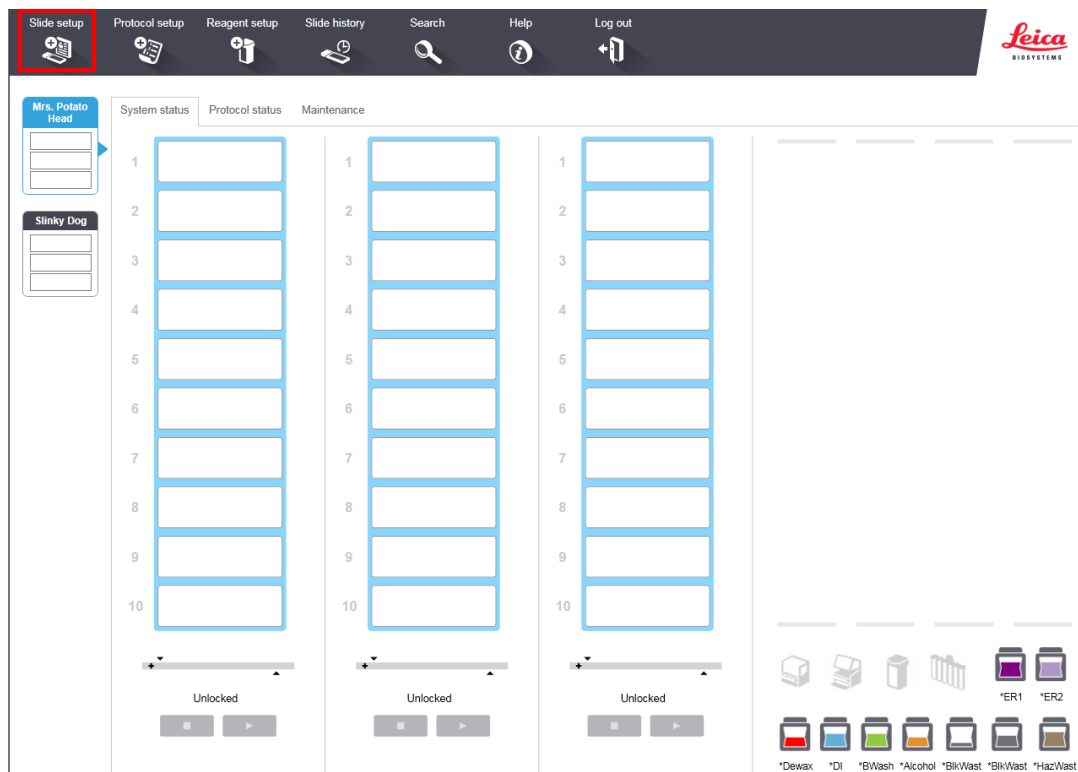 Slide setup Protocol setup Reagent setup Slide history Search Help Log out
Leica
BIOSYSTEMS
Mrs. Potato
Head
System status Protocol status Maintenance
1 1 1
2 2 2
Slinky Dog
3 3 3
4 4 4
5 5 5
6 6 6
7 7 7
8 8 8
9 9 9
10 10 10
Unlocked Unlocked Unlocked
*ER1 *ER2
*Dewax *DI *BWash *Alcohol *BlkWast *BlkWast *HazWast